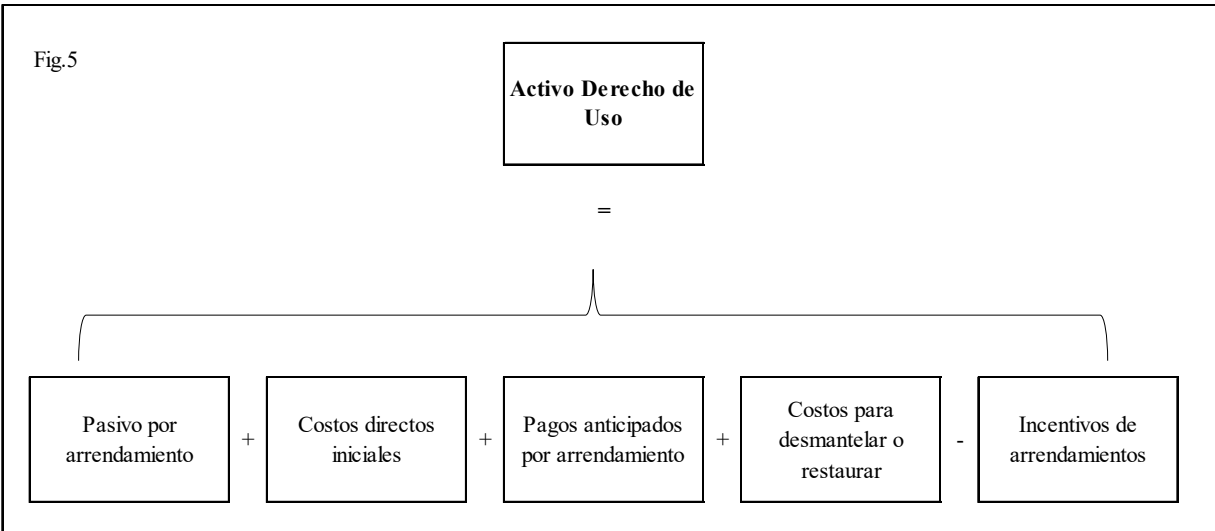 Fig.5
Activo Derecho de
Uso
=
Pasivo por
arrendamiento
+
Costos directos
iniciales
+
Pagos anticipados
por arrendamiento
+
Costos para
desmantelar o
restaurar
-
Incentivos de
arrendamientos